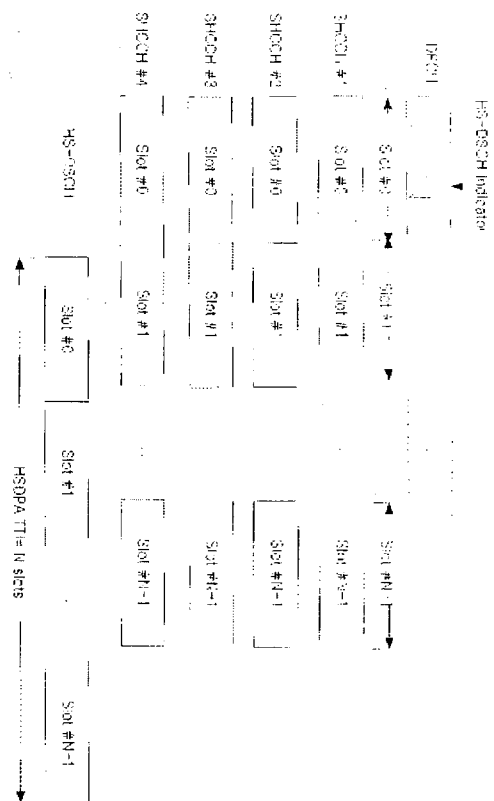 HS-DSCH Indicator
DPCH
Slot #0 Slot #1 Slot #N-1
SHCCH #1 Slot #0 Slot #1 Slot #N-1
SHCCH #2 Slot #0 Slot #1 Slot #N-1
SHCCH #3 Slot #0 Slot #1 Slot #N-1
SHCCH #4 Slot #0 Slot #1 Slot #N-1
HS-DSCH Slot #0 Slot #1 Slot #N-1
HSDPA TTI= N slots